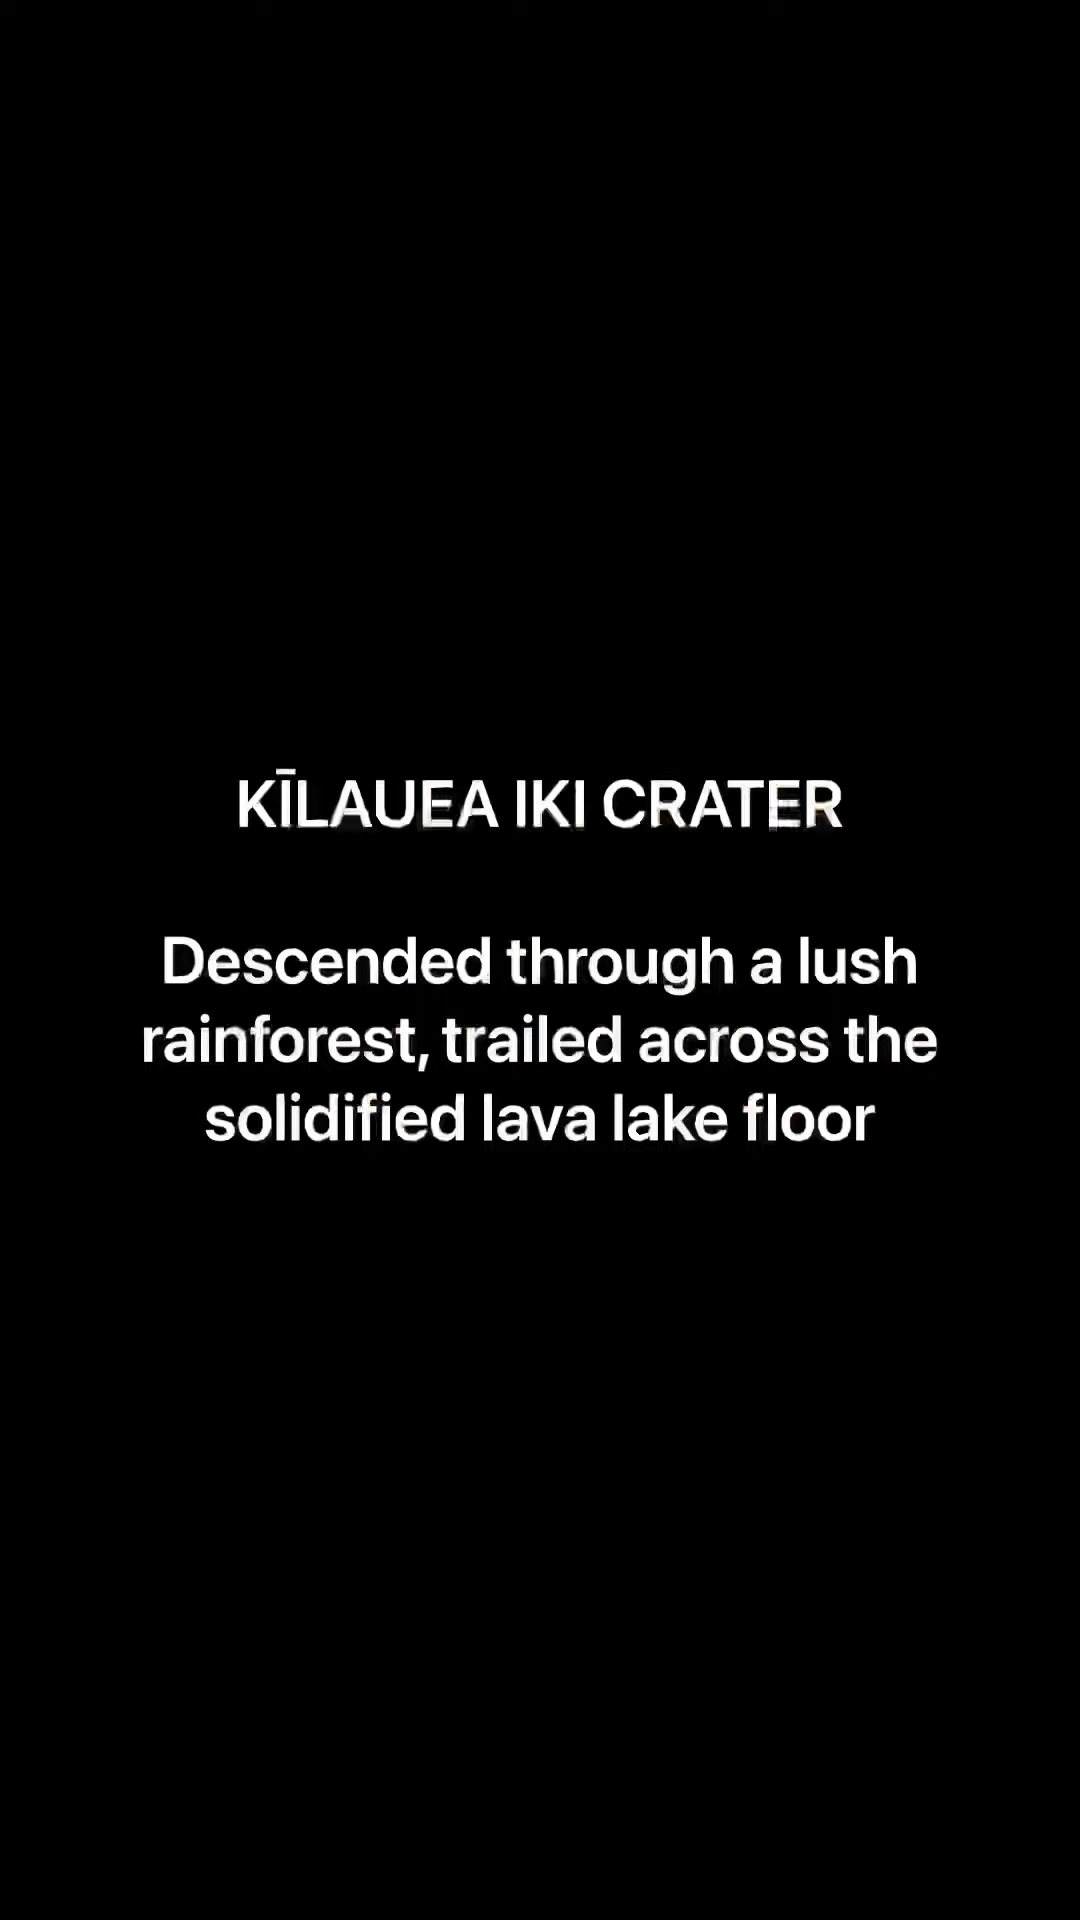 KĪLAUEA IKI CRATER
Descended through a lush
rainforest, trailed across the
solidified lava lake floor